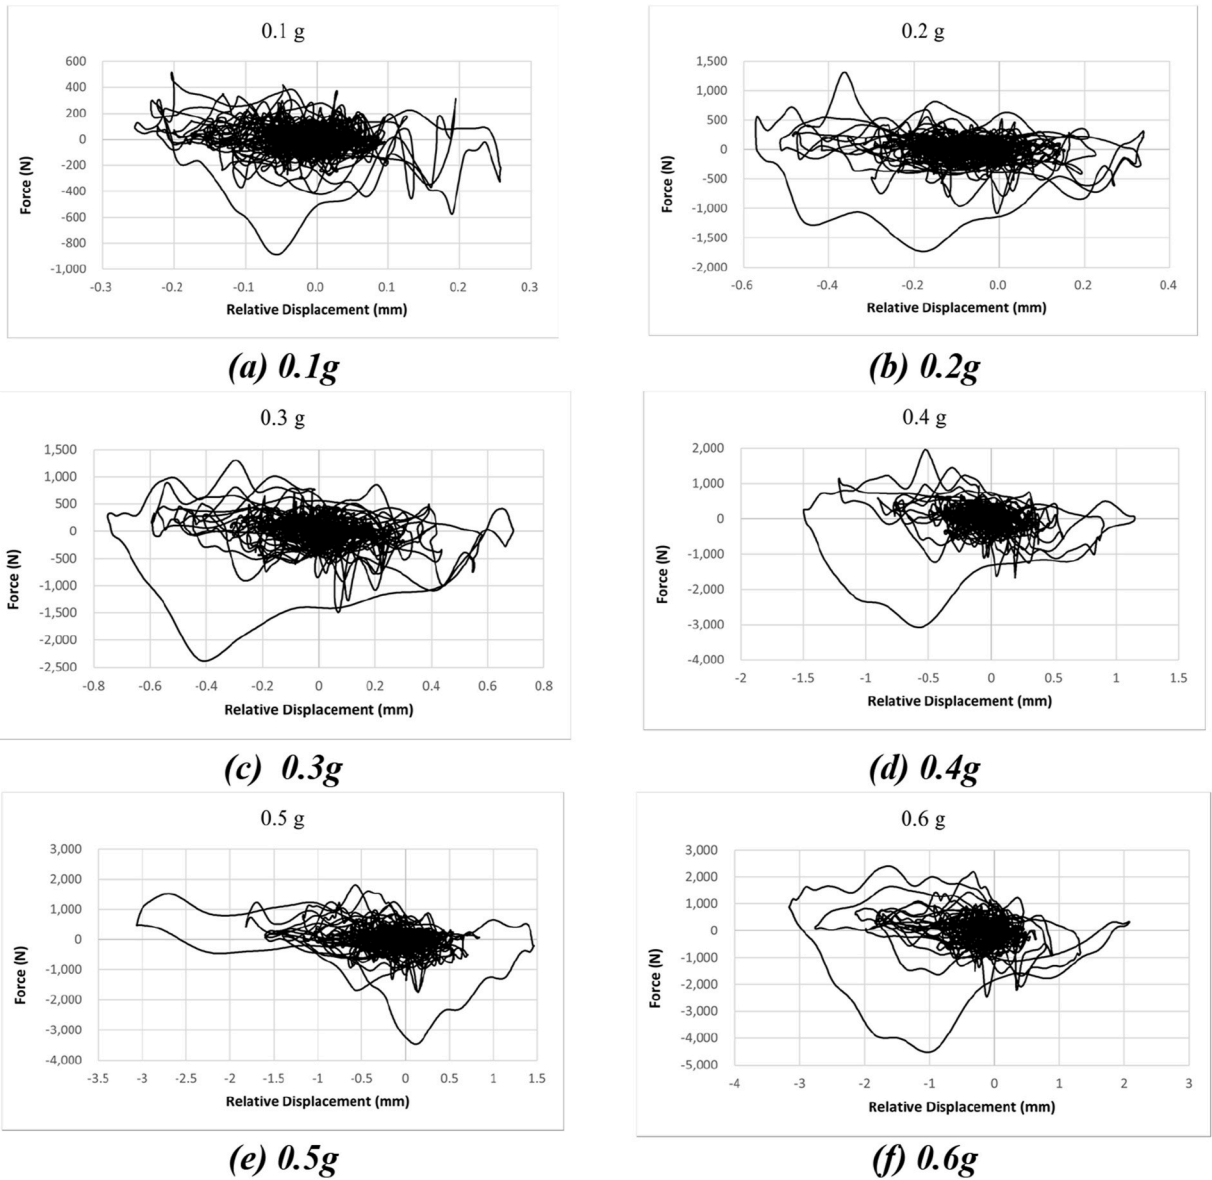 0.1 g
600
400
200
0
-200
-400
-600
-800
-1,000
-0.3 -0.2 -0.1 0.0 0.1 0.2 0.3
Force (N)
Relative Displacement (mm)
(a) 0.1g
0.2 g
1,500
1,000
500
0
-500
-1,000
-1,500
-2,000
-0.6 -0.4 -0.2 0.0 0.2 0.4
Force (N)
Relative Displacement (mm)
(b) 0.2g
0.3 g
1,500
1,000
500
0
-500
-1,000
-1,500
-2,000
-2,500
-0.8 -0.6 -0.4 -0.2 0 0.2 0.4 0.6 0.8
Force (N)
Relative Displacement (mm)
(c) 0.3g
0.4 g
2,000
1,000
0
-1,000
-2,000
-3,000
-4,000
-2 -1.5 -1 -0.5 0 0.5 1 1.5
Force (N)
Relative Displacement (mm)
(d) 0.4g
0.5 g
3,000
2,000
1,000
0
-1,000
-2,000
-3,000
-4,000
-3.5 -3 -2.5 -2 -1.5 -1 -0.5 0 0.5 1 1.5
Force (N)
Relative Displacement (mm)
(e) 0.5g
0.6 g
3,000
2,000
1,000
0
-1,000
-2,000
-3,000
-4,000
-5,000
-4 -3 -2 -1 0 1 2 3
Force (N)
Relative Displacement (mm)
(f) 0.6g